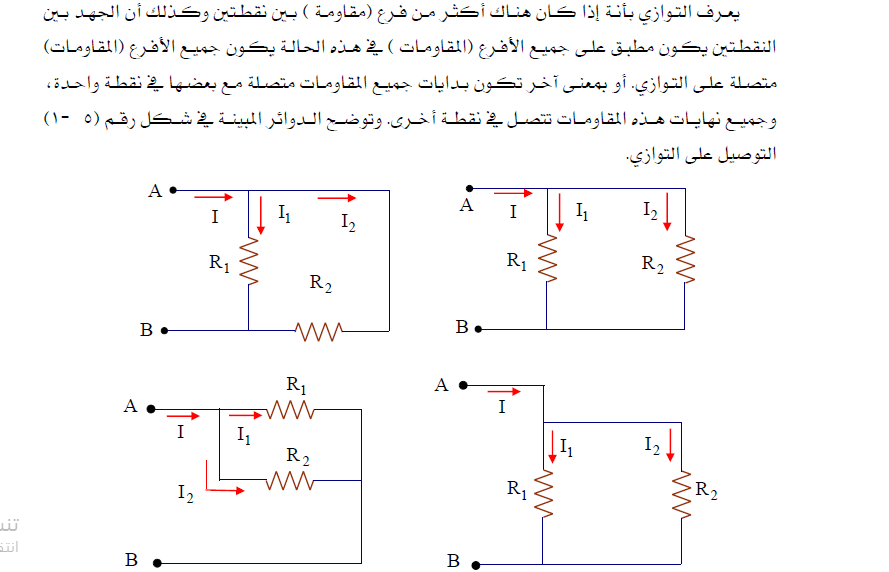 يعرف التوازي بأنة إذا كان هناك أكثر من فرع (مقاومة ) بين نقطتين وكذلك أن الجهد بين
النقطتين يكون مطبق على جميع الأفرع (المقاومات ) في هذه الحالة يكون جميع الأفرع (المقاومات)
متصلة على التوازي. أو بمعنى آخر تكون بدايات جميع المقاومات متصلة مع بعضها في نقطة واحدة،
وجميع نهايات هذه المقاومات تتصل في نقطة أخرى. وتوضح الدوائر المبينة في شكل رقم (٥ -١)
التوصيل على التوازي.
A
I
I₁
I₂
R₁
R₂
B
A
I
I₁
I₂
R₁
R₂
B
A
I
I₁
R₁
R₂
I₂
B
A
I
I₁
I₂
R₁
R₂
B